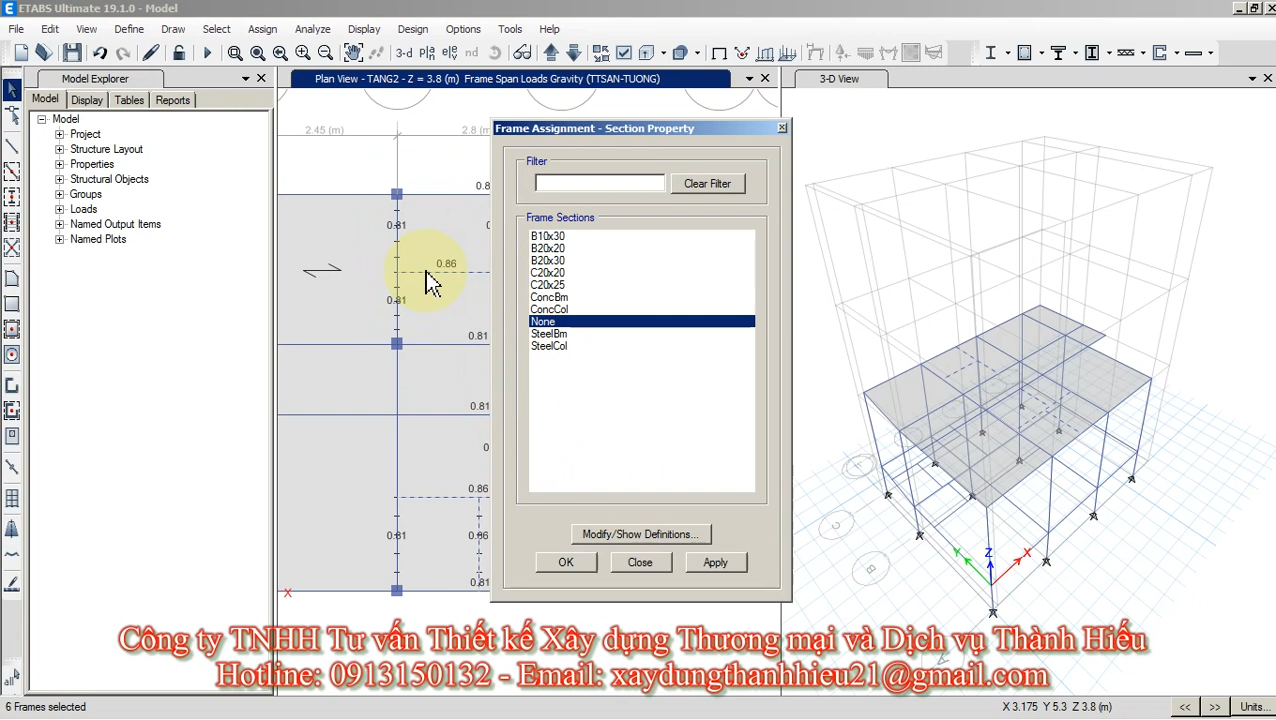 ETABS Ultimate 19.1.0 - Model
File Edit View Define Draw Select Assign Analyze Display Design Options Tools Help
3-d Pla ele nd
Model Explorer
Plan View - TANG2 - Z = 3.8 (m) Frame Span Loads Gravity (TTSAN-TUONG)
3-D View
Model Display Tables Reports
Model
Project
Structure Layout
Properties
Structural Objects
Groups
Loads
Named Output Items
Named Plots
2.45 (m)
2.8 (m)
0.8
0.81
0
0.86
0.81
0.81
0.81
0
0.86
0.81
0.86
0.81
X
Frame Assignment - Section Property
Filter
Clear Filter
Frame Sections
B10x30
B20x20
B20x30
C20x20
C20x25
ConcBm
ConcCol
None
SteelBm
SteelCol
Modify/Show Definitions...
OK Close Apply
C
B
A
Z
Y
X
Công ty TNHH Tư vấn Thiết kế Xây dựng Thương mại và Dịch vụ Thành Hiếu
Hotline: 0913150132 - Email: xaydungthanhhieu21@gmail.com
6 Frames selected
X 3.175 Y 5.3 Z 3.8 (m)
<< >> Units...